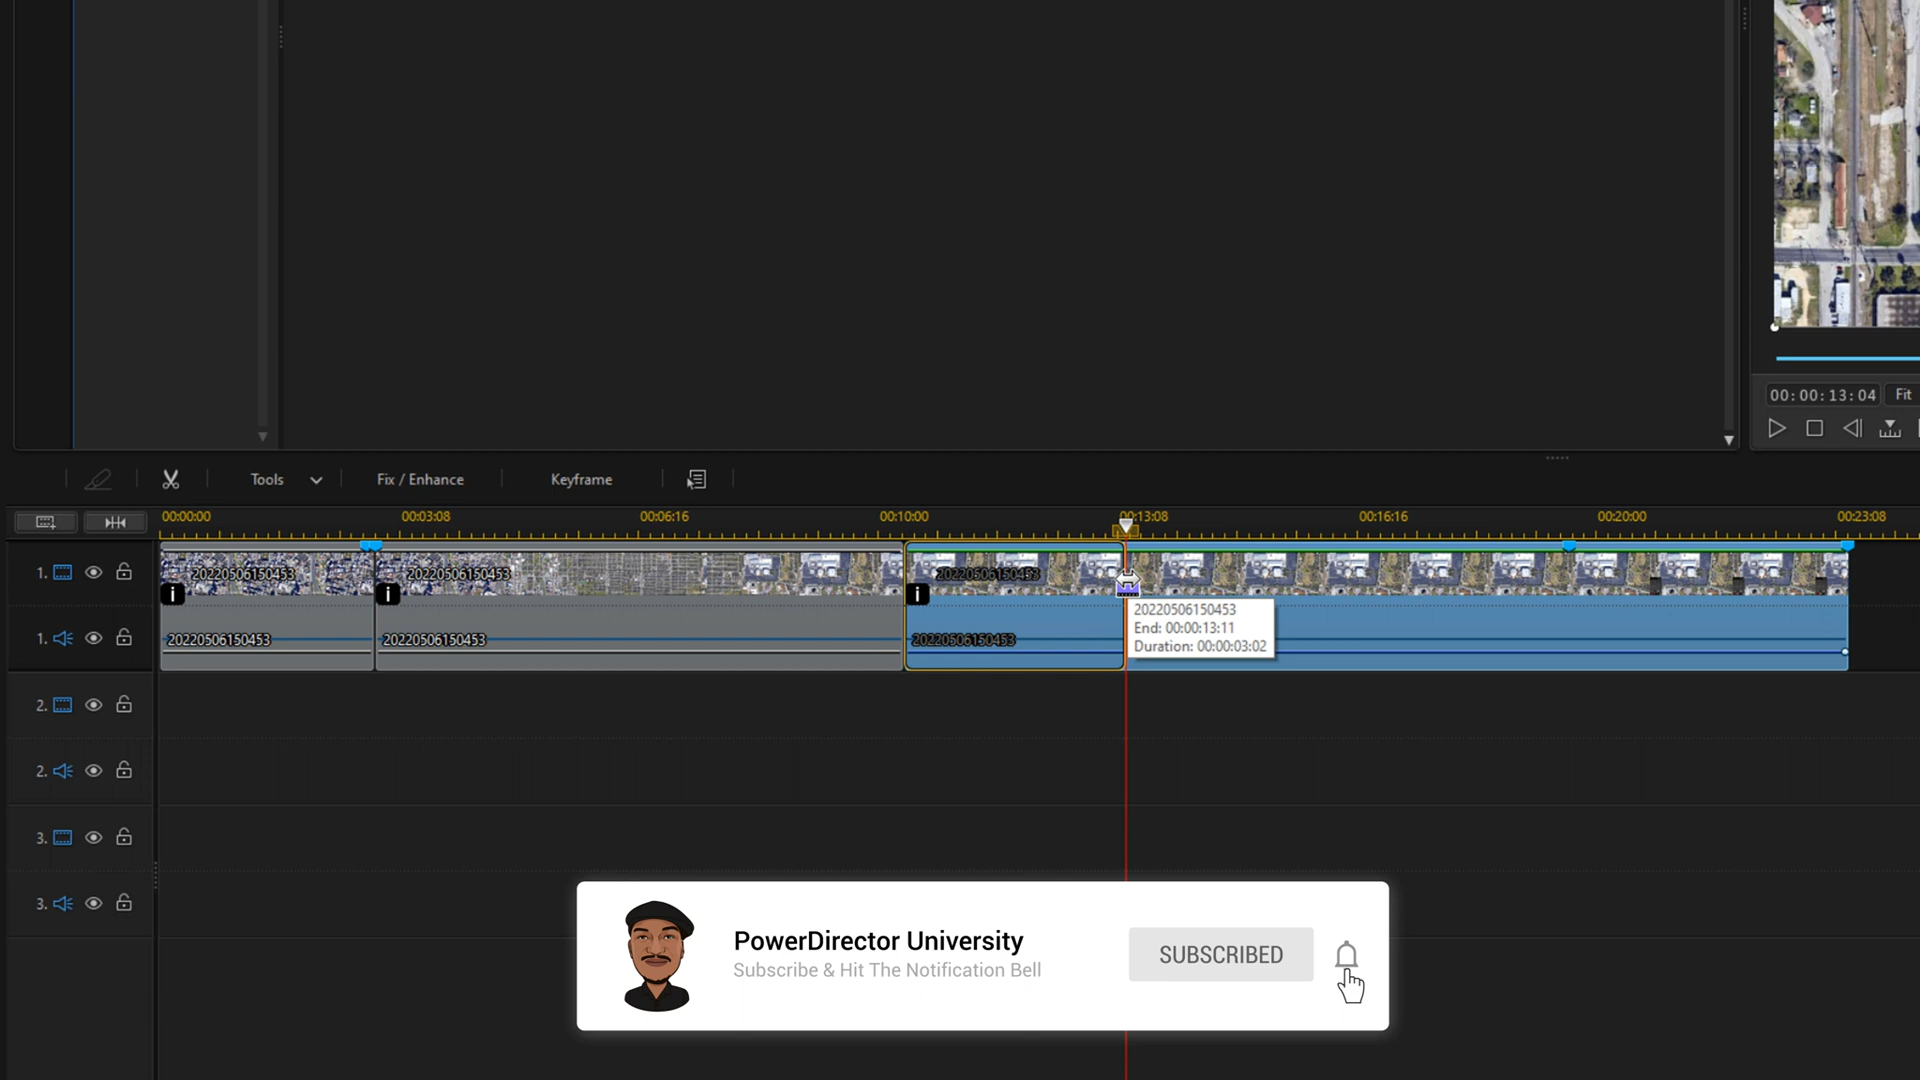 00:00:13:04 Fit
Tools Fix / Enhance Keyframe
00:00:00 00:03:08 00:06:16 00:10:00 00:13:08 00:16:16 00:20:00 00:23:08
1. 20220506150453 20220506150453 20220506150453
i i i
20220506150453
End: 00:00:13:11
Duration: 00:00:03:02
1. 20220506150453 20220506150453 20220506150453
2.
2.
3.
3.
PowerDirector University
Subscribe & Hit The Notification Bell
SUBSCRIBED